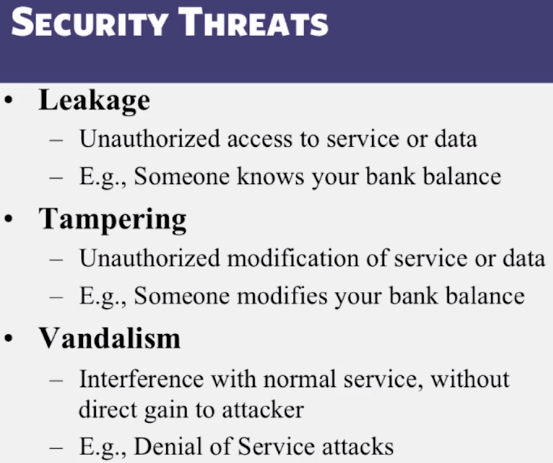 SECURITY THREATS
• Leakage
– Unauthorized access to service or data
– E.g., Someone knows your bank balance
• Tampering
– Unauthorized modification of service or data
– E.g., Someone modifies your bank balance
• Vandalism
– Interference with normal service, without
direct gain to attacker
– E.g., Denial of Service attacks